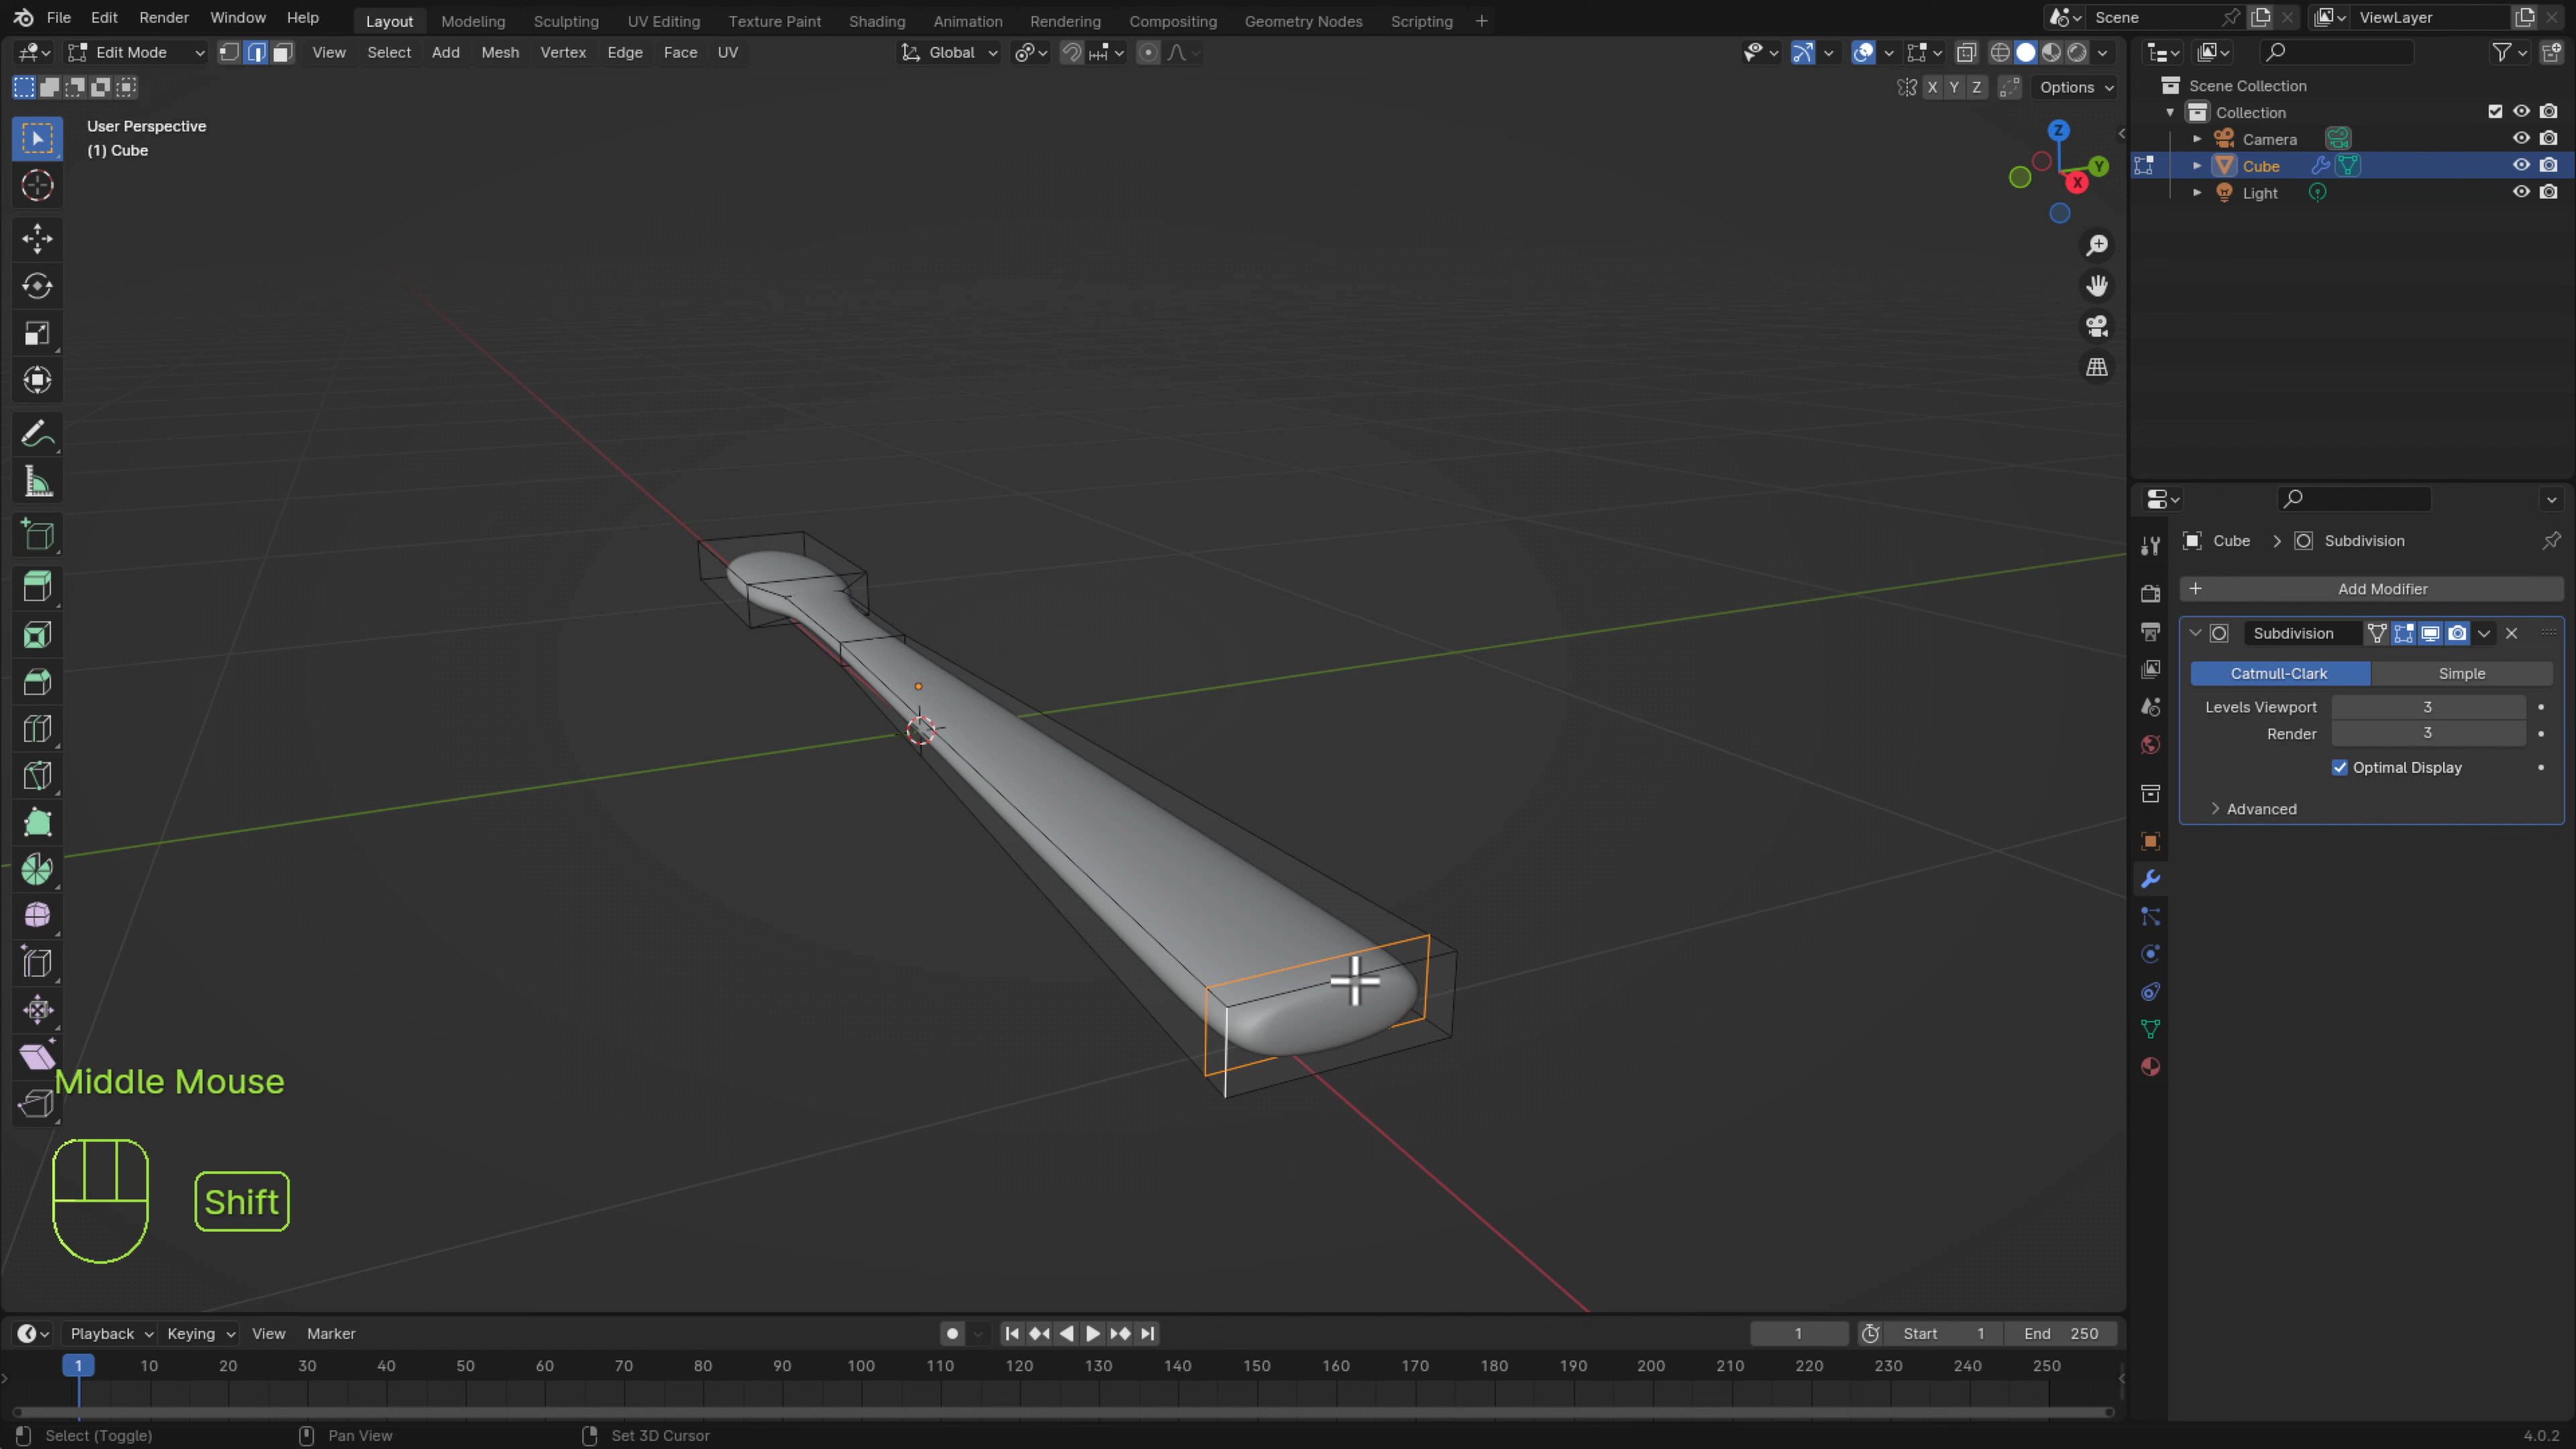 File Edit Render Window Help Layout Modeling Sculpting UV Editing Texture Paint Shading Animation Rendering Compositing Geometry Nodes Scripting + Scene ViewLayer
Edit Mode View Select Add Mesh Vertex Edge Face UV Global
X Y Z Options
User Perspective
(1) Cube
Z
Y
X
Scene Collection
Collection
Camera
Cube
Light
Cube > Subdivision
+ Add Modifier
Subdivision
Catmull-Clark Simple
Levels Viewport 3
Render 3
Optimal Display
Advanced
Middle Mouse
Shift
Playback Keying View Marker 1 Start 1 End 250
1 10 20 30 40 50 60 70 80 90 100 110 120 130 140 150 160 170 180 190 200 210 220 230 240 250
Select (Toggle) Pan View Set 3D Cursor 4.0.2